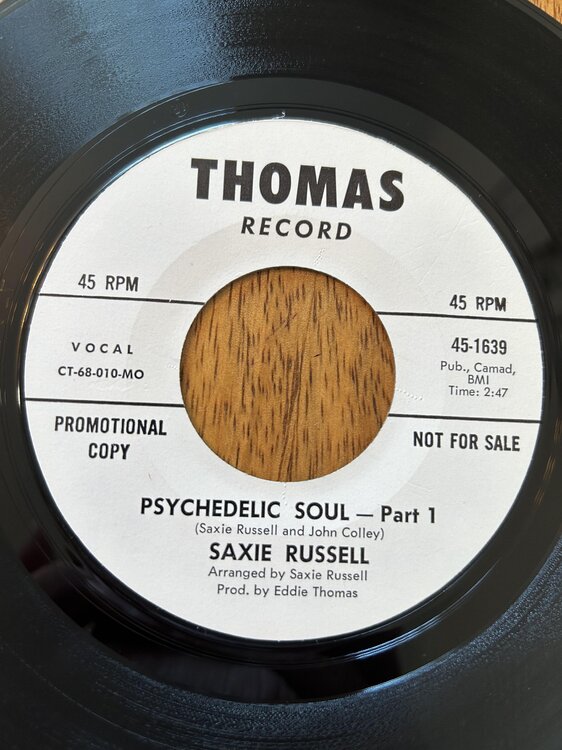 THOMAS
RECORD
45 RPM
45 RPM
VOCAL
CT-68-010-MO
45-1639
Pub., Camad,
BMI
Time: 2:47
PROMOTIONAL
COPY
NOT FOR SALE
PSYCHEDELIC SOUL — Part 1
(Saxie Russell and John Colley)
SAXIE RUSSELL
Arranged by Saxie Russell
Prod. by Eddie Thomas